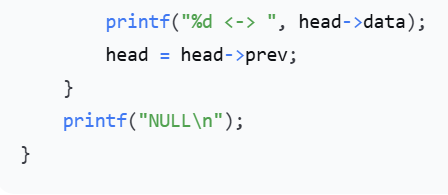 printf("%d <-> ", head->data);
head = head->prev;
}
printf("NULL\n");
}